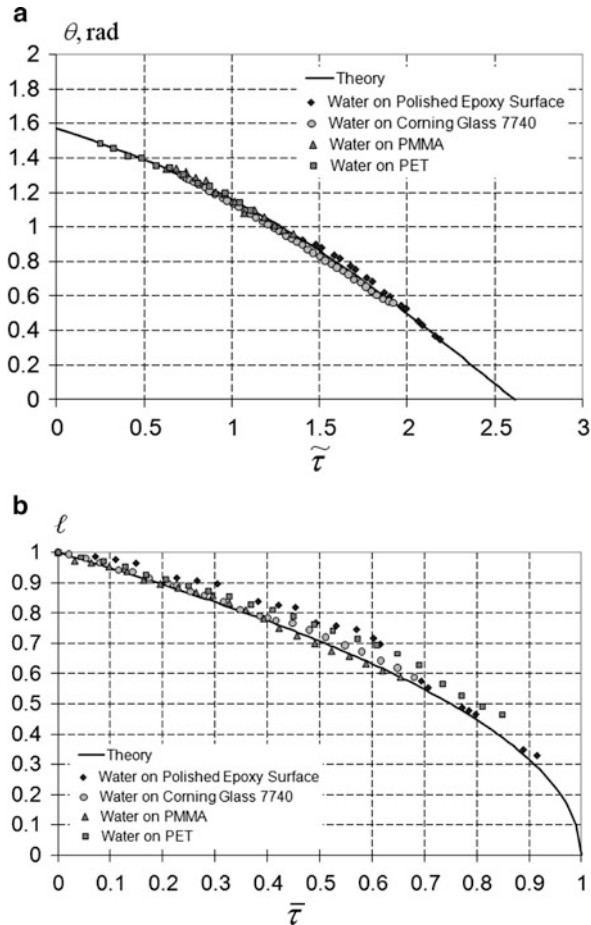 a
θ, rad
2
1.8
1.6
1.4
1.2
1
0.8
0.6
0.4
0.2
0
Theory
Water on Polished Epoxy Surface
Water on Corning Glass 7740
Water on PMMA
Water on PET
0 0.5 1 1.5 2 2.5 3
τ̃
b
ℓ
1
0.9
0.8
0.7
0.6
0.5
0.4
0.3
0.2
0.1
0
Theory
Water on Polished Epoxy Surface
Water on Corning Glass 7740
Water on PMMA
Water on PET
0 0.1 0.2 0.3 0.4 0.5 0.6 0.7 0.8 0.9 1
τ̄